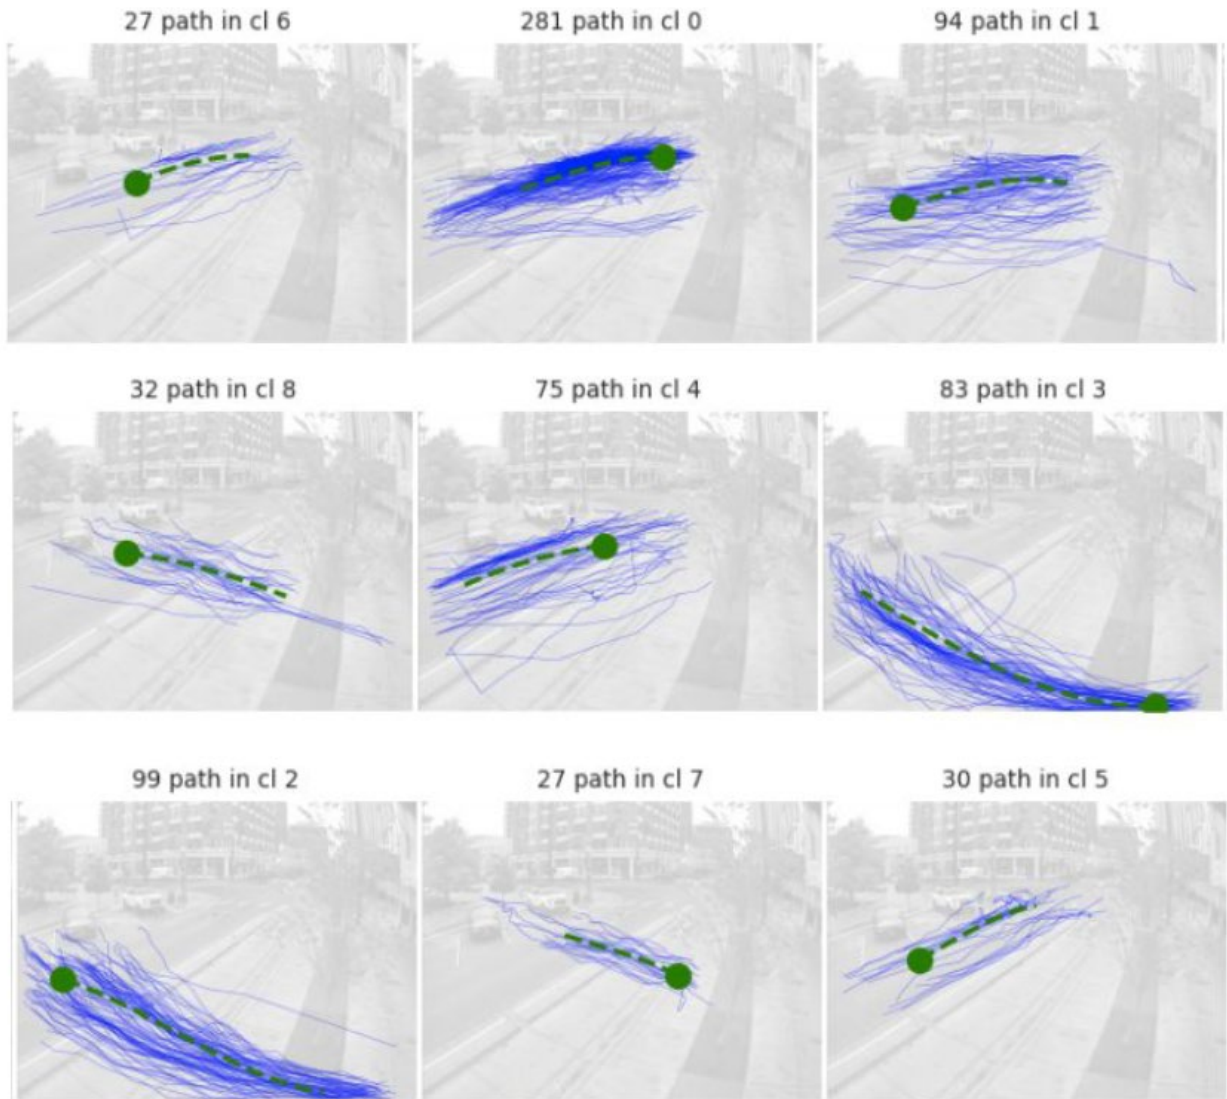 27 path in cl 6
281 path in cl 0
94 path in cl 1
32 path in cl 8
75 path in cl 4
83 path in cl 3
99 path in cl 2
27 path in cl 7
30 path in cl 5